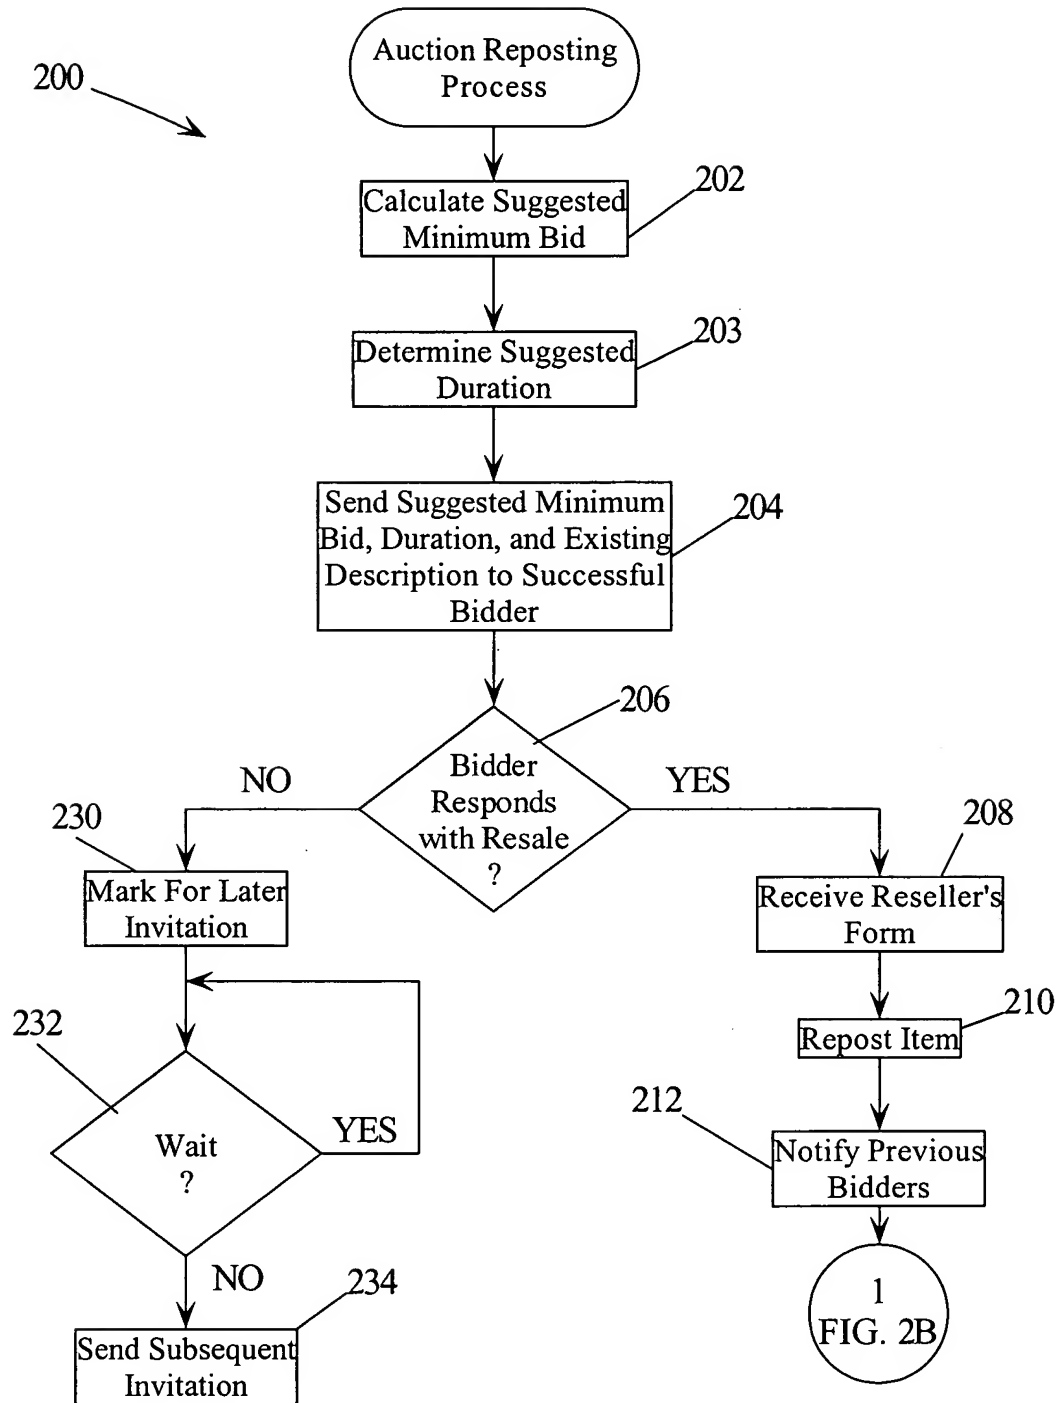 Auction Reposting
Process
200
202
Calculate Suggested
Minimum Bid
203
Determine Suggested
Duration
204
Send Suggested Minimum
Bid, Duration, and Existing
Description to Successful
Bidder
206
Bidder
Responds
with Resale
?
NO
YES
230
Mark For Later
Invitation
208
Receive Reseller's
Form
232
Wait
?
YES
210
Repost Item
212
Notify Previous
Bidders
NO
234
Send Subsequent
Invitation
1
FIG. 2B